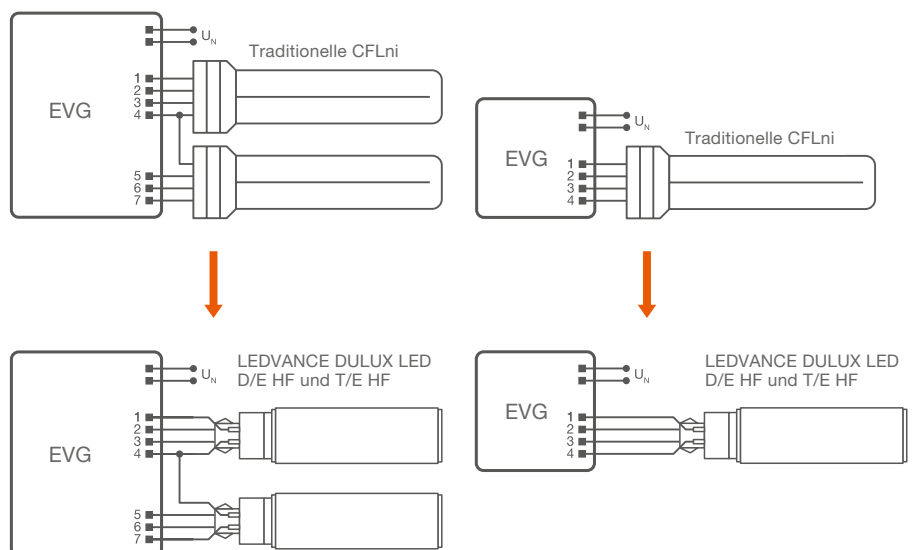 U_N
Traditionelle CFLni
EVG
1
2
3
4
5
6
7
U_N
Traditionelle CFLni
EVG
1
2
3
4
LEDVANCE DULUX LED
D/E HF und T/E HF
U_N
EVG
1
2
3
4
5
6
7
LEDVANCE DULUX LED
D/E HF und T/E HF
U_N
EVG
1
2
3
4